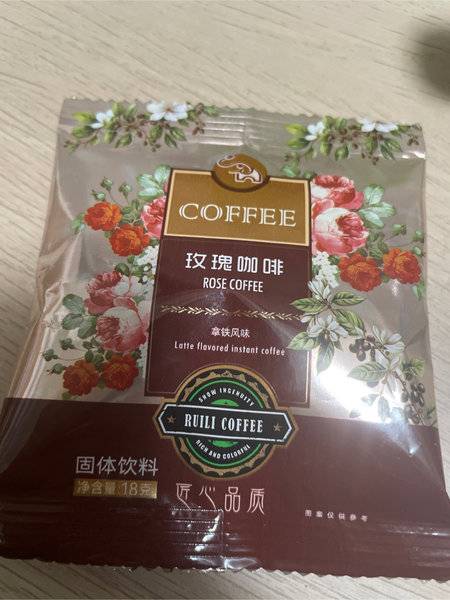 COFFEE
玫瑰咖啡
ROSE COFFEE
拿铁风味
Latte flavored instant coffee
SHOW INGENUITY
RUILI COFFEE
RICH AND COLORFUL
固体饮料
净含量:18克
匠心品质
图案仅供参考